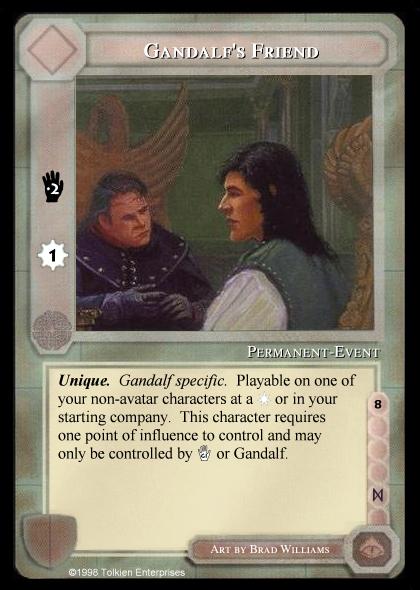 GANDALF'S FRIEND
2
1
PERMANENT-EVENT
Unique. Gandalf specific. Playable on one of
your non-avatar characters at a or in your
starting company. This character requires
one point of influence to control and may
only be controlled by or Gandalf.
8
ART BY BRAD WILLIAMS
©1998 Tolkien Enterprises